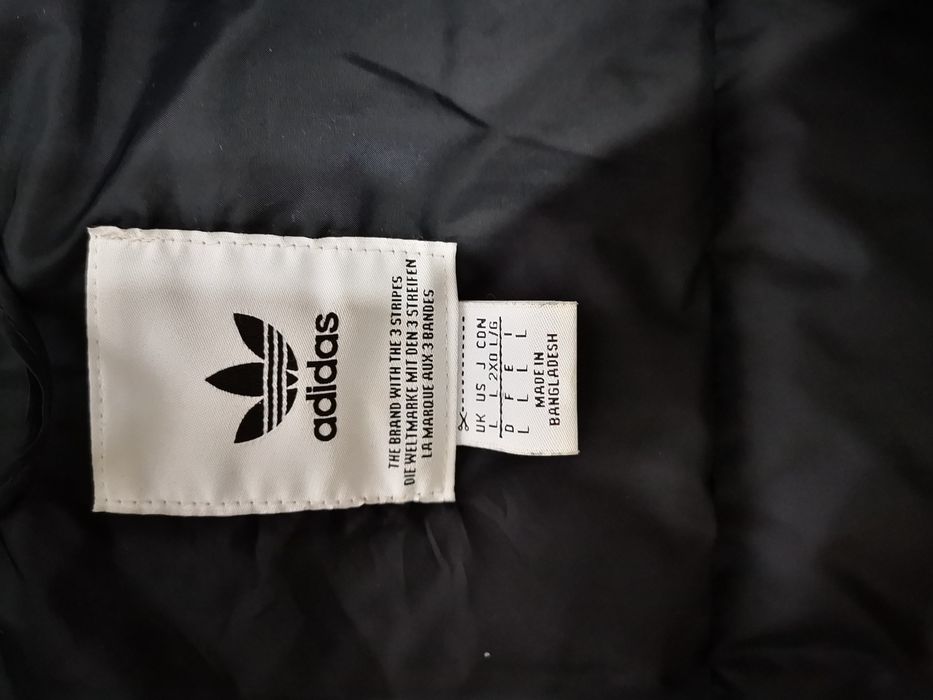 adidas
THE BRAND WITH THE 3 STRIPES
DIE WELTMARKE MIT DEN 3 STREIFEN
LA MARQUE AUX 3 BANDES
UK US J CDN
L L 2XO L/G
D F E I
L L L L
MADE IN
BANGLADESH